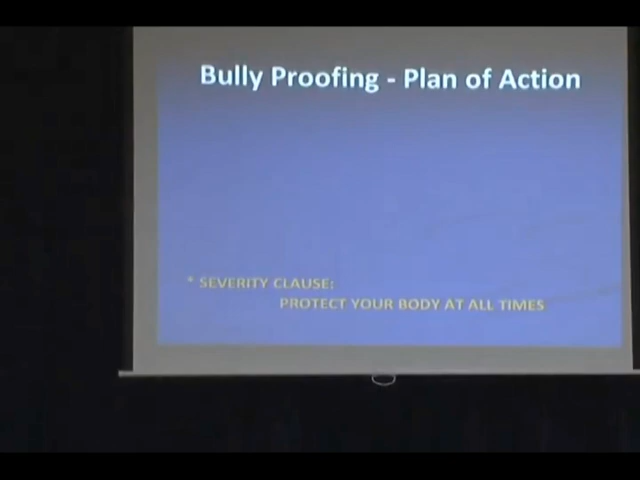 Bully Proofing - Plan of Action
* SEVERITY CLAUSE:
PROTECT YOUR BODY AT ALL TIMES